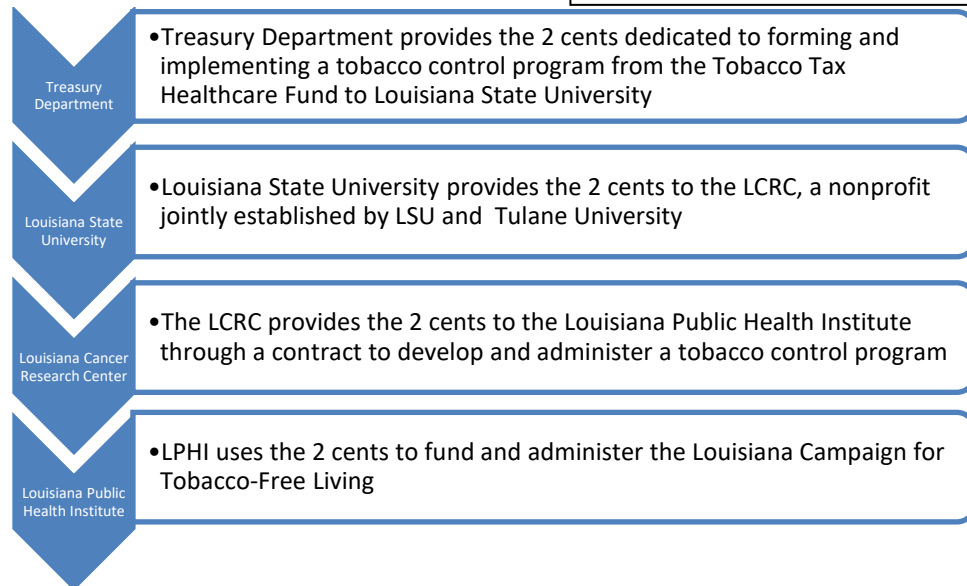 Treasury
Department
•Treasury Department provides the 2 cents dedicated to forming and
implementing a tobacco control program from the Tobacco Tax
Healthcare Fund to Louisiana State University
Louisiana State
University
•Louisiana State University provides the 2 cents to the LCRC, a nonprofit
jointly established by LSU and Tulane University
Louisiana Cancer
Research Center
•The LCRC provides the 2 cents to the Louisiana Public Health Institute
through a contract to develop and administer a tobacco control program
Louisiana Public
Health Institute
•LPHI uses the 2 cents to fund and administer the Louisiana Campaign for
Tobacco-Free Living